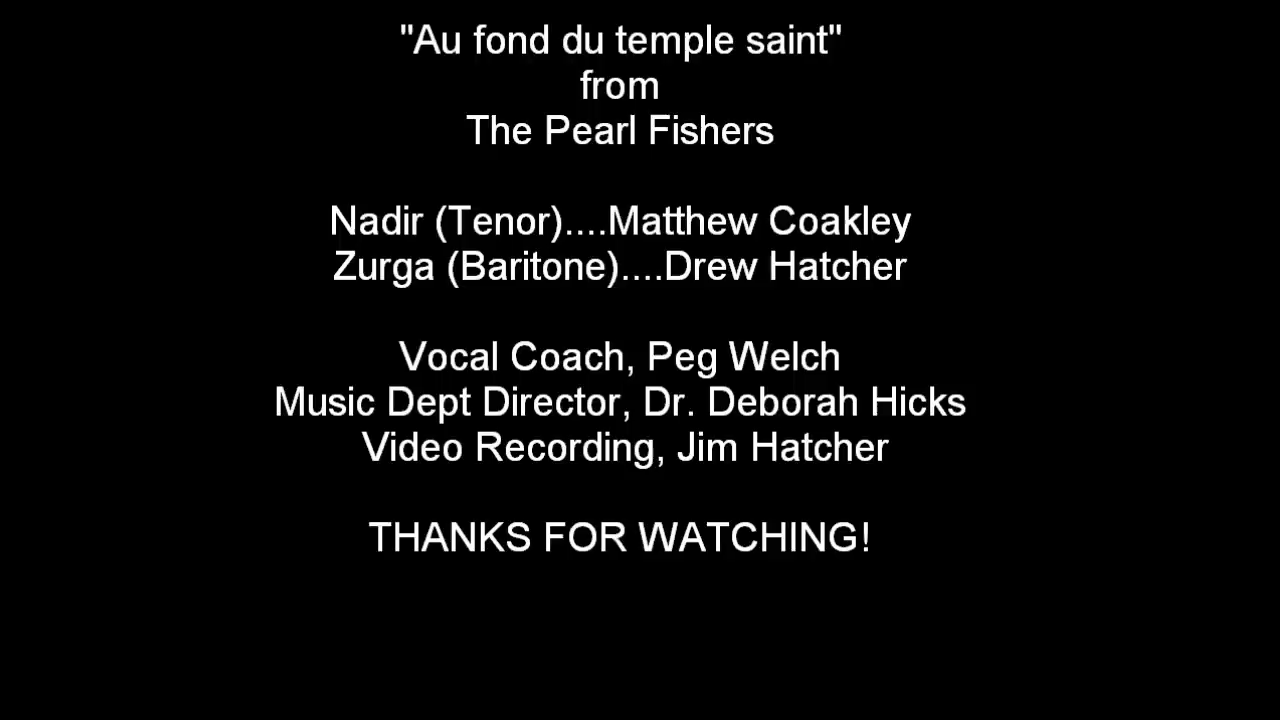 "Au fond du temple saint"
from
The Pearl Fishers
Nadir (Tenor)....Matthew Coakley
Zurga (Baritone)....Drew Hatcher
Vocal Coach, Peg Welch
Music Dept Director, Dr. Deborah Hicks
Video Recording, Jim Hatcher
THANKS FOR WATCHING!